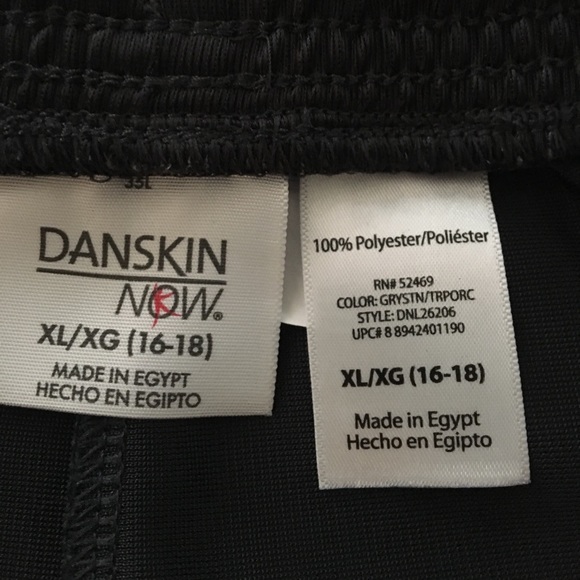 DANSKIN
NOW®
XL/XG (16-18)
MADE IN EGYPT
HECHO EN EGIPTO
100% Polyester/Poliéster
RN# 52469
COLOR: GRYSTN/TRPORC
STYLE: DNL26206
UPC# 8 8942401190
XL/XG (16-18)
Made in Egypt
Hecho en Egipto